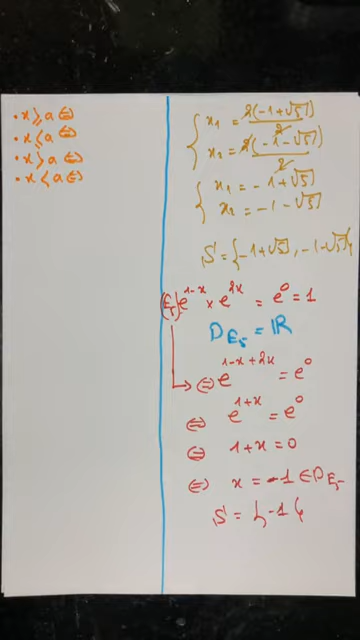 • x ⩾ a ⇔
• x ⩽ a ⇔
• x > a ⇔
• x < a ⇔
{ x₁ = 2(-1+√5)/2
x₂ = 2(-1-√5)/2
{ x₁ = -1+√5
x₂ = -1-√5
S = {-1+√5, -1-√5}
(E₅) e^(1-x) × e^(2x) = e⁰ = 1
D_E₅ = ℝ
⇔ e^(1-x+2x) = e⁰
⇔ e^(1+x) = e⁰
⇔ 1+x = 0
⇔ x = -1 ∈ D_E₅
S = {-1}